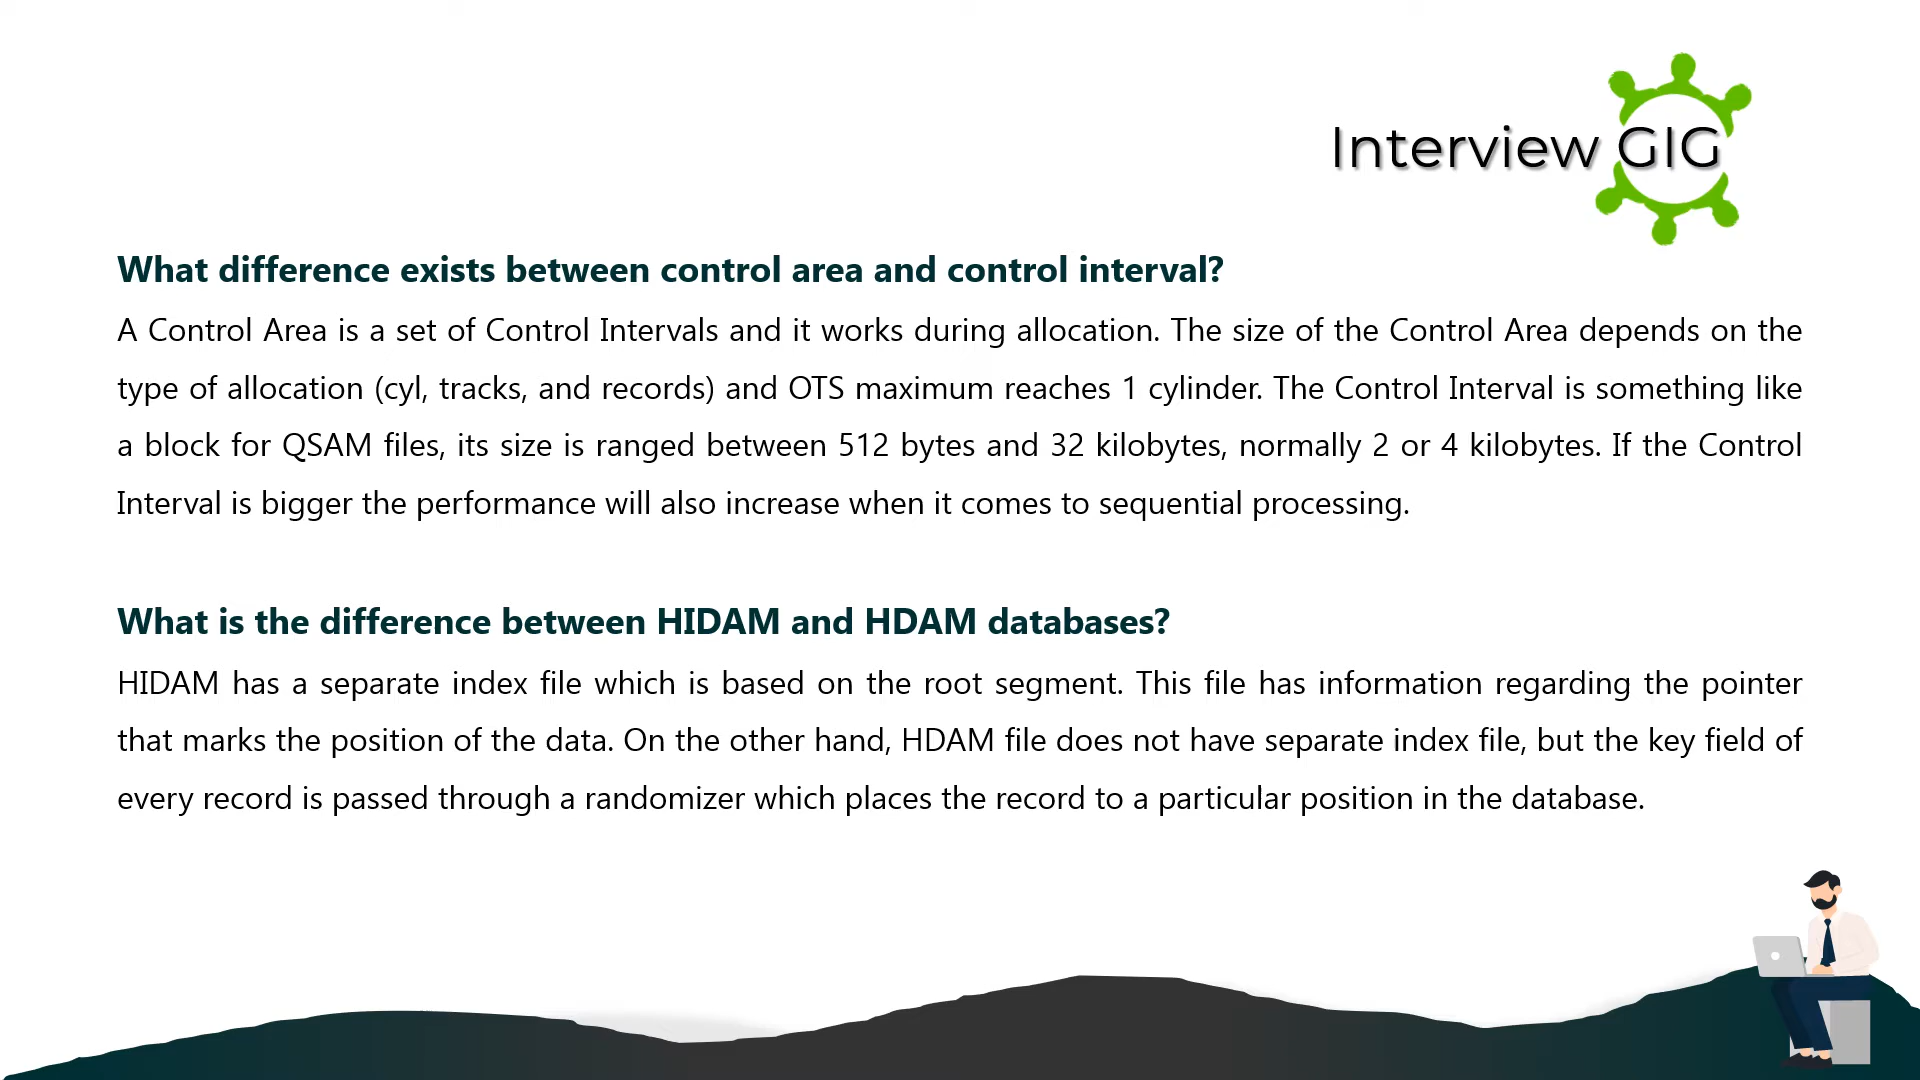 Interview GIG
What difference exists between control area and control interval?
A Control Area is a set of Control Intervals and it works during allocation. The size of the Control Area depends on the
type of allocation (cyl, tracks, and records) and OTS maximum reaches 1 cylinder. The Control Interval is something like
a block for QSAM files, its size is ranged between 512 bytes and 32 kilobytes, normally 2 or 4 kilobytes. If the Control
Interval is bigger the performance will also increase when it comes to sequential processing.
What is the difference between HIDAM and HDAM databases?
HIDAM has a separate index file which is based on the root segment. This file has information regarding the pointer
that marks the position of the data. On the other hand, HDAM file does not have separate index file, but the key field of
every record is passed through a randomizer which places the record to a particular position in the database.